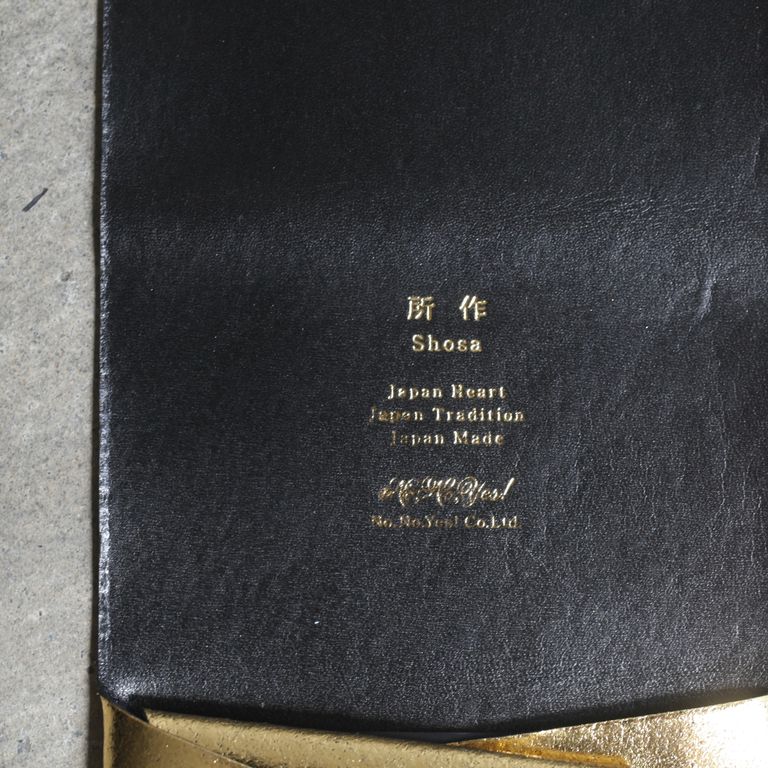 所作
Shosa
Japan Heart
Japan Tradition
Japan Made
No,No,Yes!
No,No,Yes! Co.Ltd.